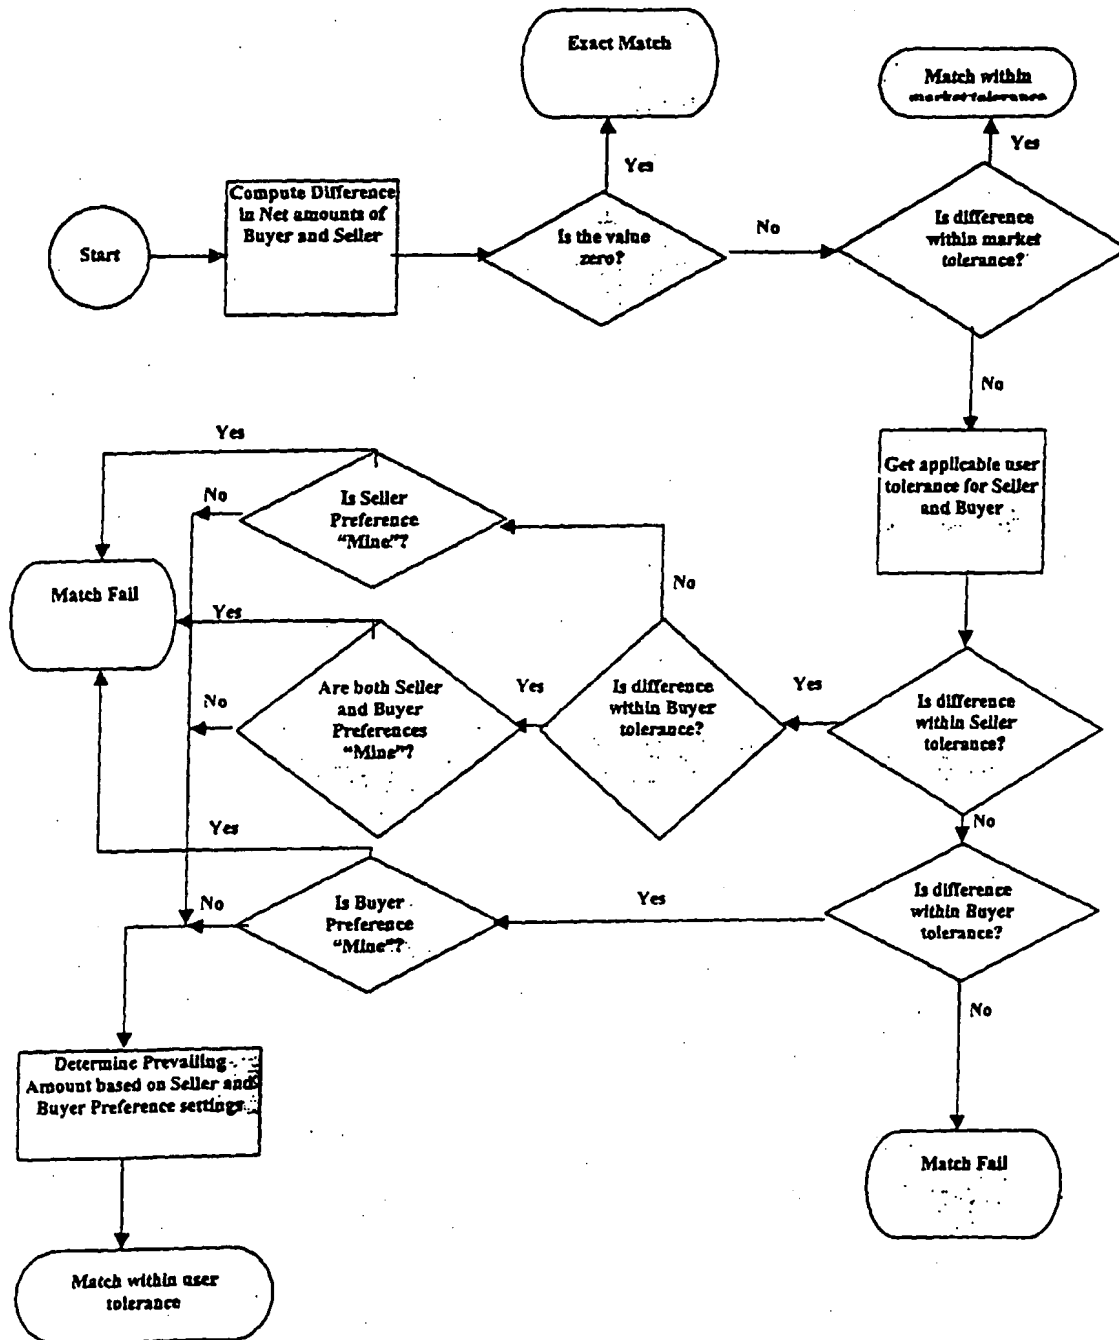 Exact Match
Match within
market tolerance
Yes
Yes
Compute Difference
in Net amounts of
Buyer and Seller
Start
Is the value
zero?
No
Is difference
within market
tolerance?
No
Yes
Get applicable user
tolerance for Seller
and Buyer
No
Is Seller
Preference
“Mine”?
Match Fail
No
Yes
Are both Seller
and Buyer
Preferences
“Mine”?
No
Yes
Is difference
within Buyer
tolerance?
Yes
Is difference
within Seller
tolerance?
No
Yes
Is Buyer
Preference
“Mine”?
No
Yes
Is difference
within Buyer
tolerance?
No
Determine Prevailing
Amount based on Seller and
Buyer Preference settings
Match Fail
Match within user
tolerance